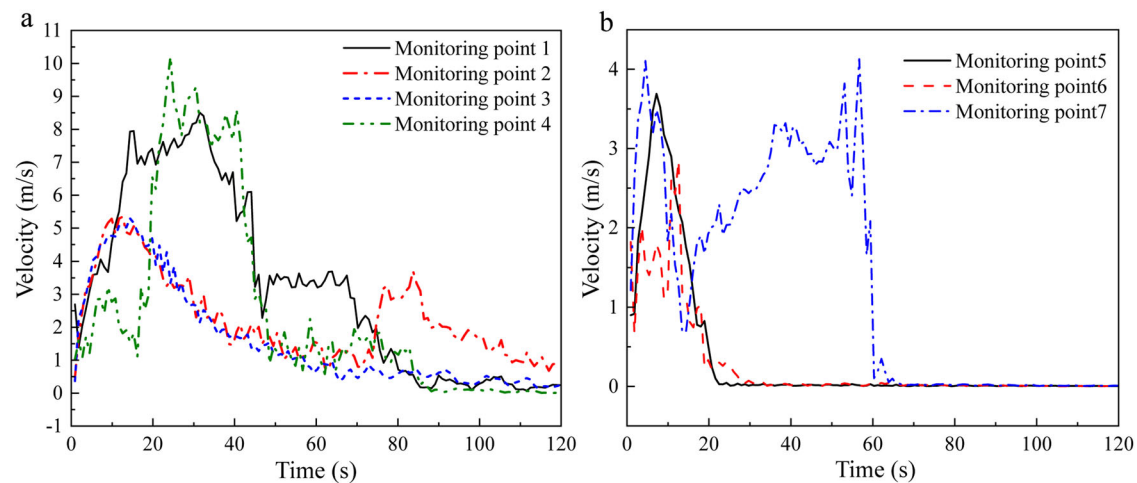 a
11
10
9
8
7
6
5
4
3
2
1
0
-1
Velocity (m/s)
Monitoring point 1
Monitoring point 2
Monitoring point 3
Monitoring point 4
0 20 40 60 80 100 120
Time (s)
b
4
3
2
1
0
Velocity (m/s)
Monitoring point5
Monitoring point6
Monitoring point7
0 20 40 60 80 100 120
Time (s)